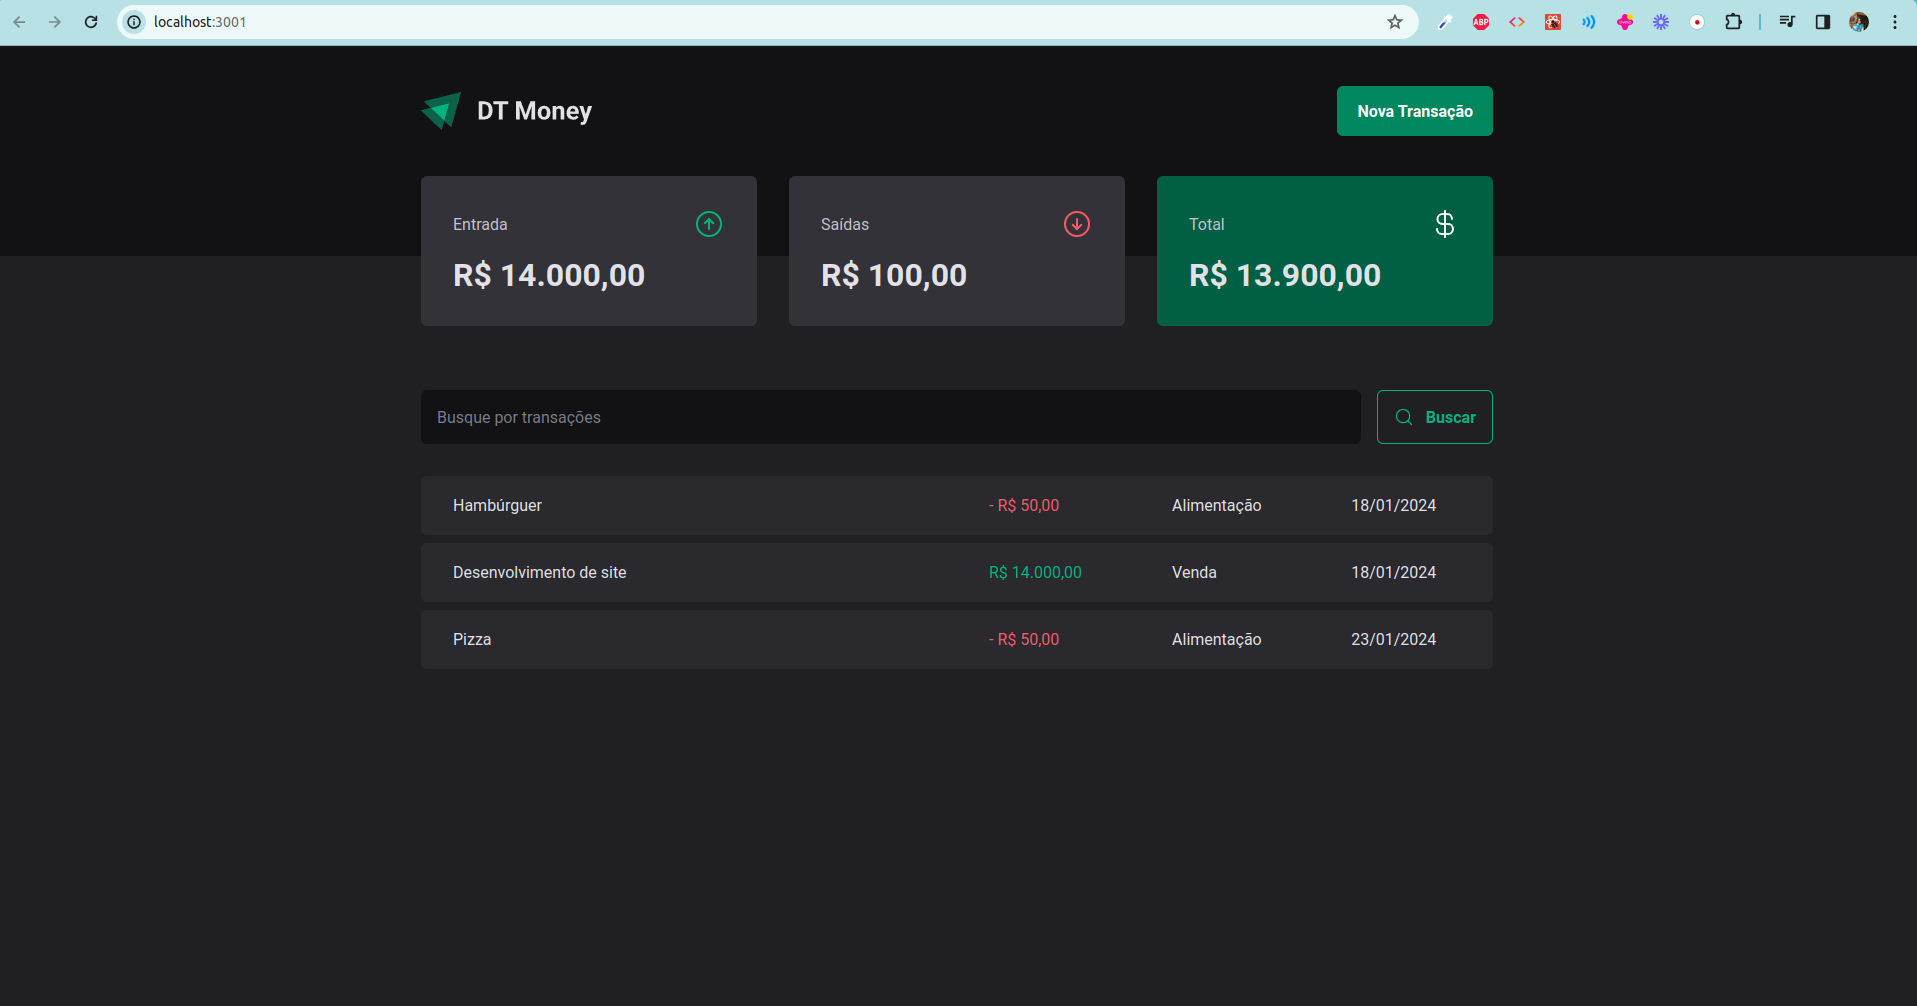 localhost:3001
ABP
DT Money
Nova Transação
Entrada
R$ 14.000,00
Saídas
R$ 100,00
Total
$
R$ 13.900,00
Busque por transações
Buscar
Hambúrguer - R$ 50,00 Alimentação 18/01/2024
Desenvolvimento de site R$ 14.000,00 Venda 18/01/2024
Pizza - R$ 50,00 Alimentação 23/01/2024